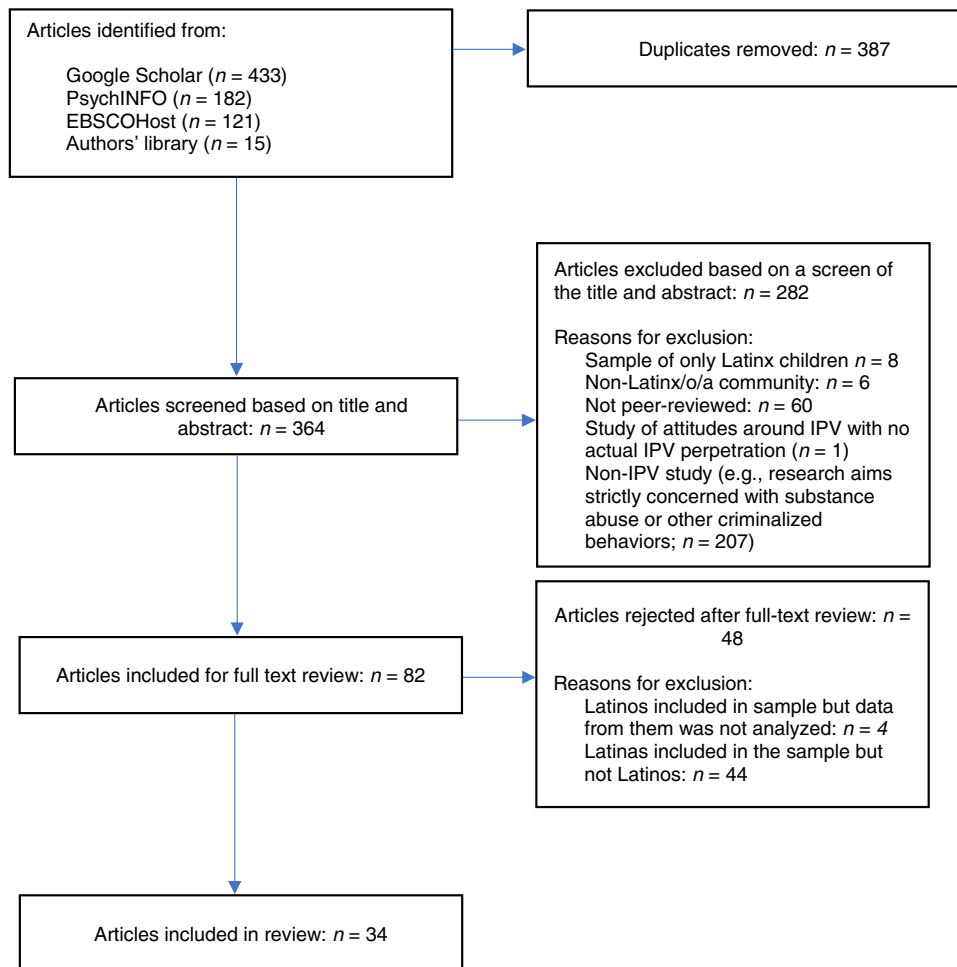 Articles identified from:
Google Scholar (n = 433)
PsychINFO (n = 182)
EBSCOHost (n = 121)
Authors' library (n = 15)
Duplicates removed: n = 387
Articles excluded based on a screen of
the title and abstract: n = 282
Reasons for exclusion:
Sample of only Latinx children n = 8
Non-Latinx/o/a community: n = 6
Not peer-reviewed: n = 60
Study of attitudes around IPV with no
actual IPV perpetration (n = 1)
Non-IPV study (e.g., research aims
strictly concerned with substance
abuse or other criminalized
behaviors; n = 207)
Articles screened based on title and
abstract: n = 364
Articles rejected after full-text review: n =
48
Reasons for exclusion:
Latinos included in sample but data
from them was not analyzed: n = 4
Latinas included in the sample but
not Latinos: n = 44
Articles included for full text review: n = 82
Articles included in review: n = 34